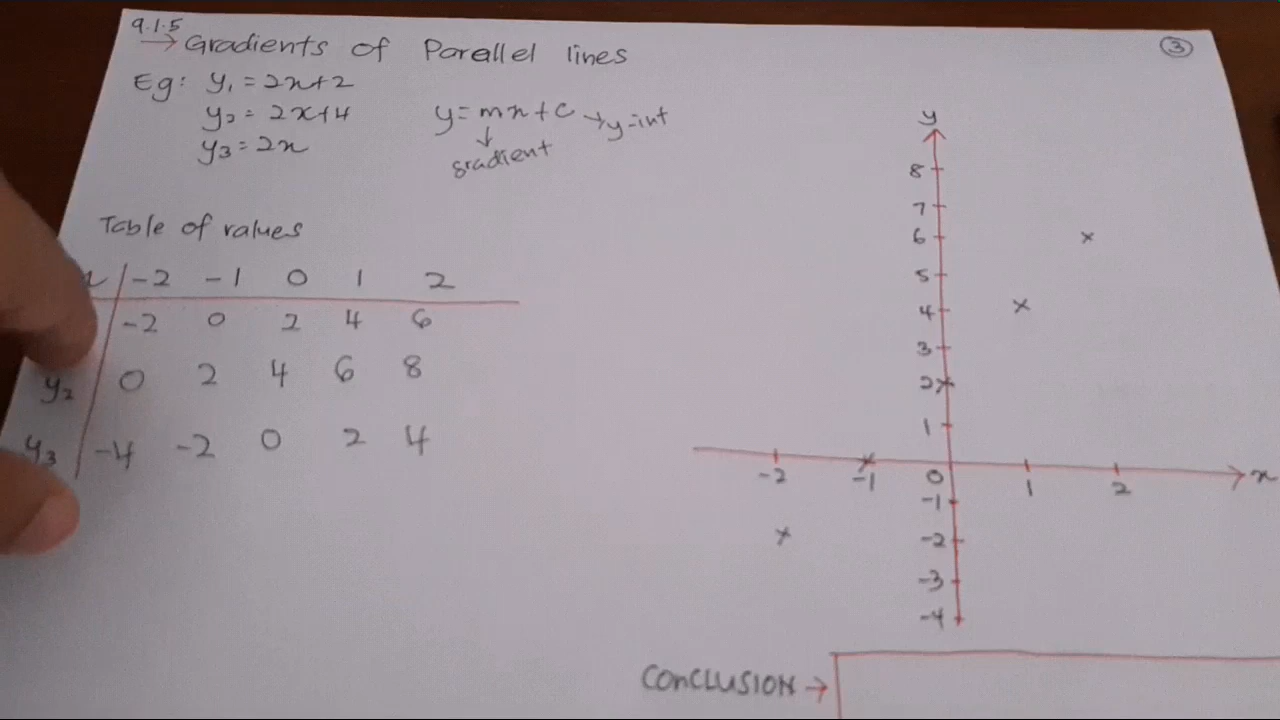 9.1.5
→ Gradients of Parallel lines
③
Eg: y₁ = 2x+2
y₂ = 2x+4
y₃ = 2x
y = mx + c → y-int
↓
gradient
Table of values
x -2 -1 0 1 2
-2 0 2 4 6
y₂ 0 2 4 6 8
y₃ -4 -2 0 2 4
y
8
7
6
5
4
3
2
1
-2 -1 0 1 2 x
-1
-2
-3
-4
CONCLUSION →